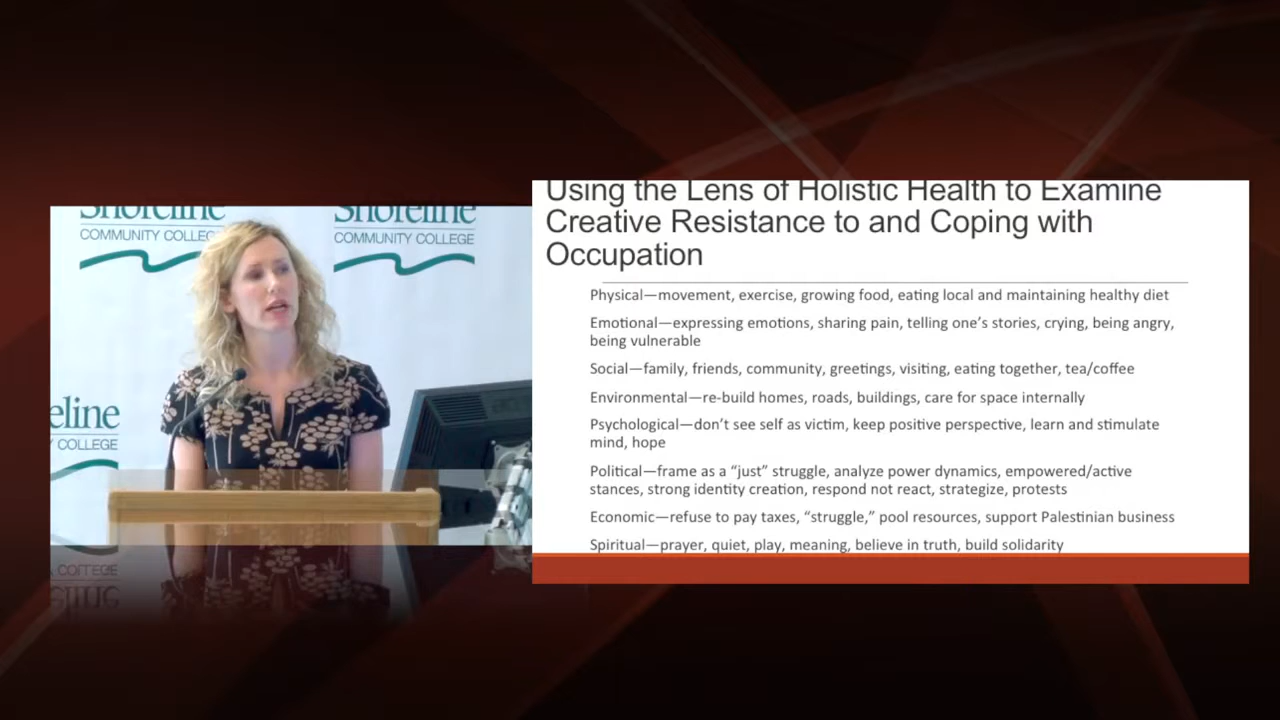 Shoreline
COMMUNITY COLLEGE
Shoreline
COMMUNITY COLLEGE
eline
Y COLLEGE
Using the Lens of Holistic Health to Examine
Creative Resistance to and Coping with
Occupation
Physical—movement, exercise, growing food, eating local and maintaining healthy diet
Emotional—expressing emotions, sharing pain, telling one's stories, crying, being angry,
being vulnerable
Social—family, friends, community, greetings, visiting, eating together, tea/coffee
Environmental—re-build homes, roads, buildings, care for space internally
Psychological—don't see self as victim, keep positive perspective, learn and stimulate
mind, hope
Political—frame as a “just” struggle, analyze power dynamics, empowered/active
stances, strong identity creation, respond not react, strategize, protests
Economic—refuse to pay taxes, “struggle,” pool resources, support Palestinian business
Spiritual—prayer, quiet, play, meaning, believe in truth, build solidarity